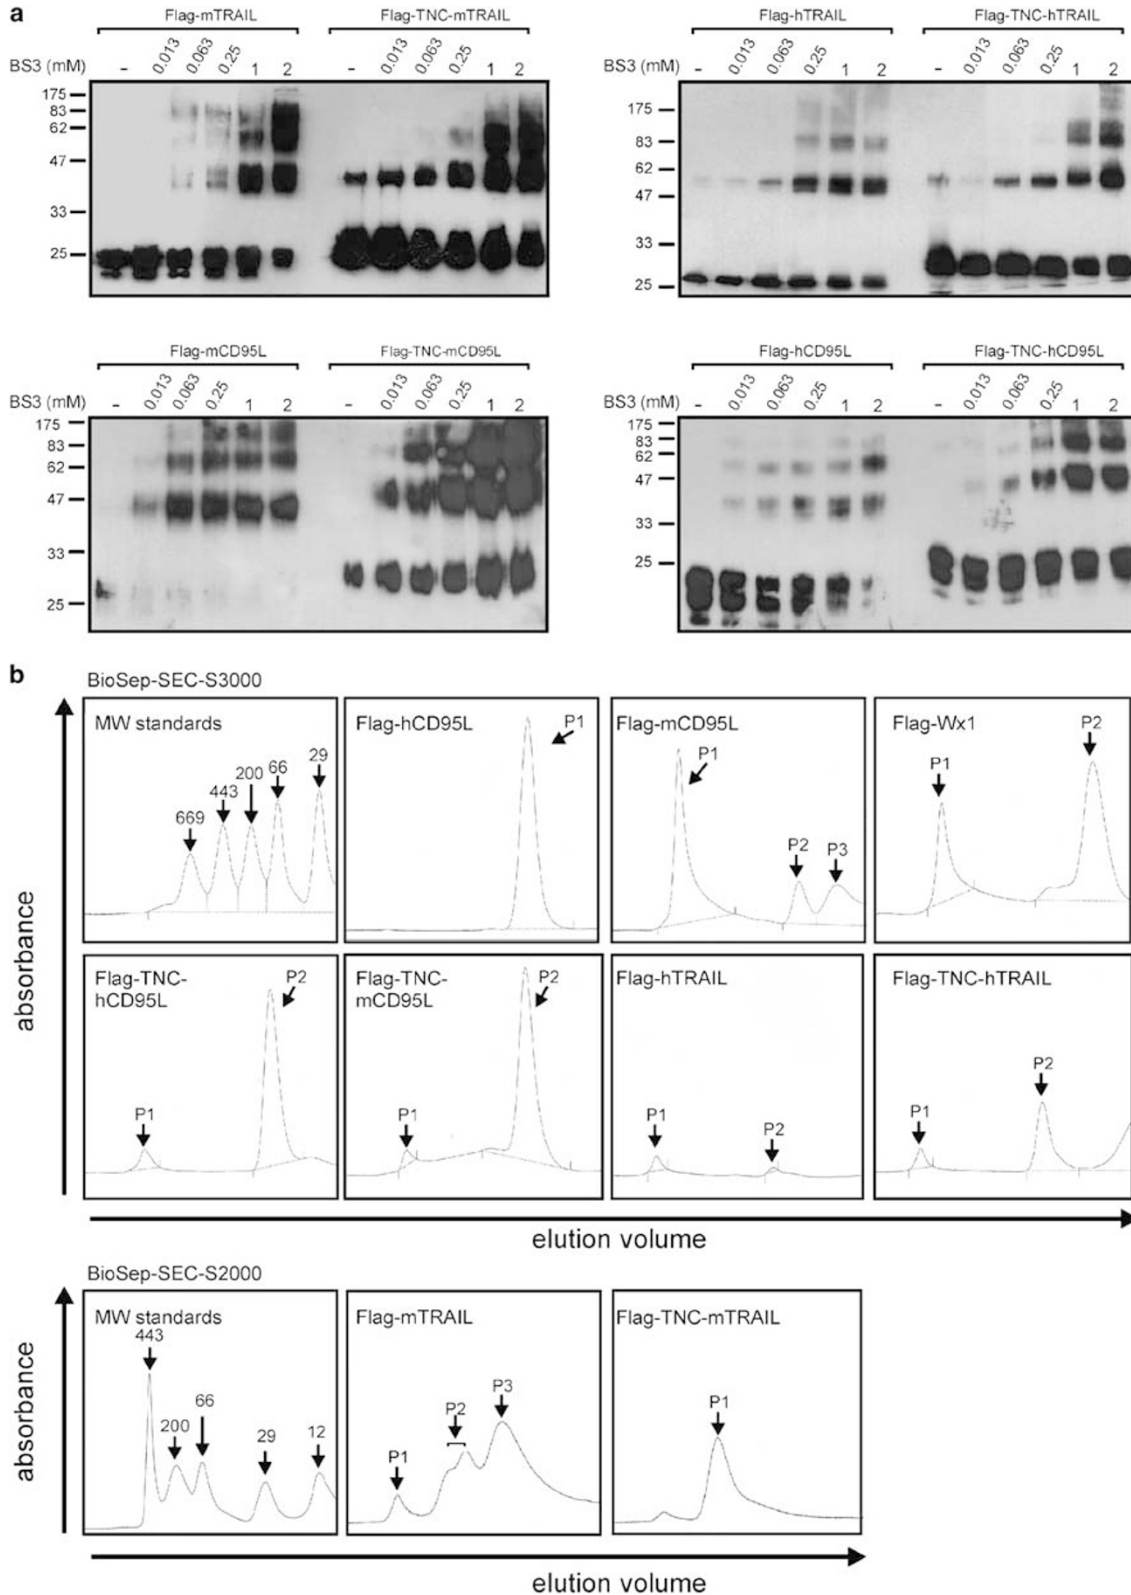 a
Flag-mTRAIL Flag-TNC-mTRAIL
BS3 (mM) - 0.013 0.063 0.25 1 2 - 0.013 0.063 0.25 1 2
175
83
62
47
33
25
Flag-hTRAIL Flag-TNC-hTRAIL
BS3 (mM) - 0.013 0.063 0.25 1 2 - 0.013 0.063 0.25 1 2
175
83
62
47
33
25
Flag-mCD95L Flag-TNC-mCD95L
BS3 (mM) - 0.013 0.063 0.25 1 2 - 0.013 0.063 0.25 1 2
175
83
62
47
33
25
Flag-hCD95L Flag-TNC-hCD95L
BS3 (mM) - 0.013 0.063 0.25 1 2 - 0.013 0.063 0.25 1 2
175
83
62
47
33
25
b
BioSep-SEC-S3000
absorbance
MW standards
669 443 200 66 29
Flag-hCD95L
P1
Flag-mCD95L
P1 P2 P3
Flag-Wx1
P1 P2
Flag-TNC-
hCD95L
P1 P2
Flag-TNC-
mCD95L
P1 P2
Flag-hTRAIL
P1 P2
Flag-TNC-hTRAIL
P1 P2
elution volume
BioSep-SEC-S2000
absorbance
MW standards
443 200 66 29 12
Flag-mTRAIL
P1 P2 P3
Flag-TNC-mTRAIL
P1
elution volume